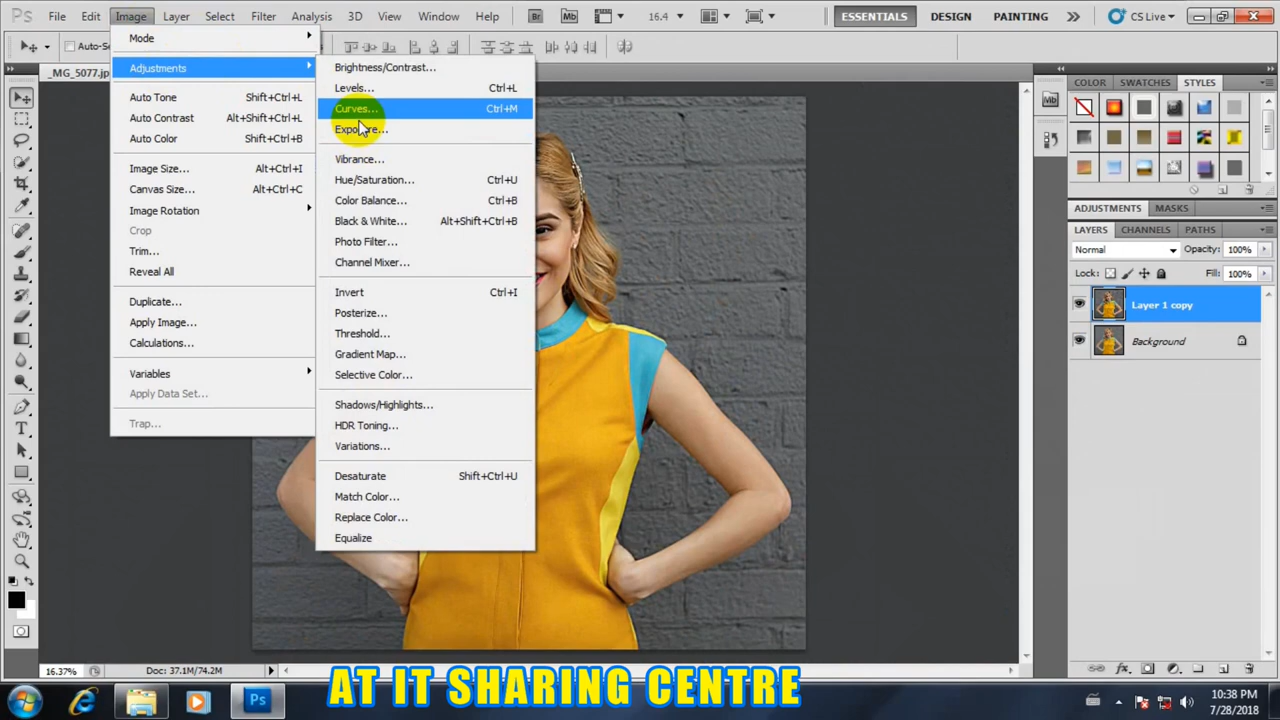 Ps File Edit Image Layer Select Filter Analysis 3D View Window Help Br Mb 16.4 ESSENTIALS DESIGN PAINTING CS Live
Auto-Se
_MG_5077.jp
Mode
Adjustments
Auto Tone Shift+Ctrl+L
Auto Contrast Alt+Shift+Ctrl+L
Auto Color Shift+Ctrl+B
Image Size... Alt+Ctrl+I
Canvas Size... Alt+Ctrl+C
Image Rotation
Crop
Trim...
Reveal All
Duplicate...
Apply Image...
Calculations...
Variables
Apply Data Set...
Trap...
Brightness/Contrast...
Levels... Ctrl+L
Curves... Ctrl+M
Exposure...
Vibrance...
Hue/Saturation... Ctrl+U
Color Balance... Ctrl+B
Black & White... Alt+Shift+Ctrl+B
Photo Filter...
Channel Mixer...
Invert Ctrl+I
Posterize...
Threshold...
Gradient Map...
Selective Color...
Shadows/Highlights...
HDR Toning...
Variations...
Desaturate Shift+Ctrl+U
Match Color...
Replace Color...
Equalize
COLOR SWATCHES STYLES
Mb
ADJUSTMENTS MASKS
LAYERS CHANNELS PATHS
Normal Opacity: 100%
Lock: Fill: 100%
Layer 1 copy
Background
16.37% Doc: 37.1M/74.2M
AT IT SHARING CENTRE
Ps
10:38 PM
7/28/2018